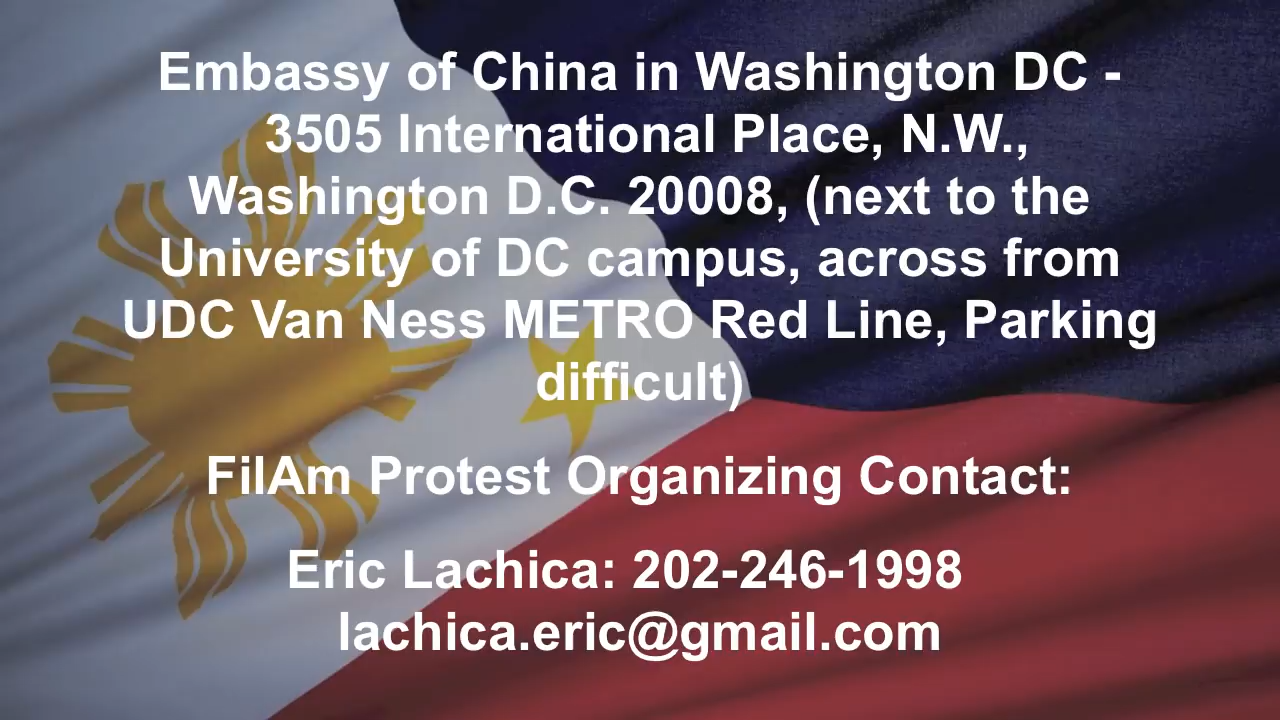 Embassy of China in Washington DC -
3505 International Place, N.W.,
Washington D.C. 20008, (next to the
University of DC campus, across from
UDC Van Ness METRO Red Line, Parking
difficult)
FilAm Protest Organizing Contact:
Eric Lachica: 202-246-1998
lachica.eric@gmail.com